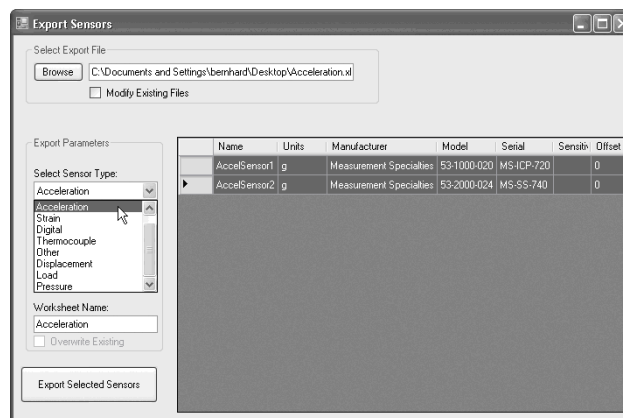 Export Sensors
Select Export File
Browse
C:\Documents and Settings\bernhard\Desktop\Acceleration.xl
Modify Existing Files
Export Parameters
Select Sensor Type:
Acceleration
Acceleration
Strain
Digital
Thermocouple
Other
Displacement
Load
Pressure
Worksheet Name:
Acceleration
Overwrite Existing
Export Selected Sensors
Name Units Manufacturer Model Serial Sensitiv Offset
AccelSensor1 g Measurement Specialties 53-1000-020 MS-ICP-720 0
AccelSensor2 g Measurement Specialties 53-2000-024 MS-SS-740 0